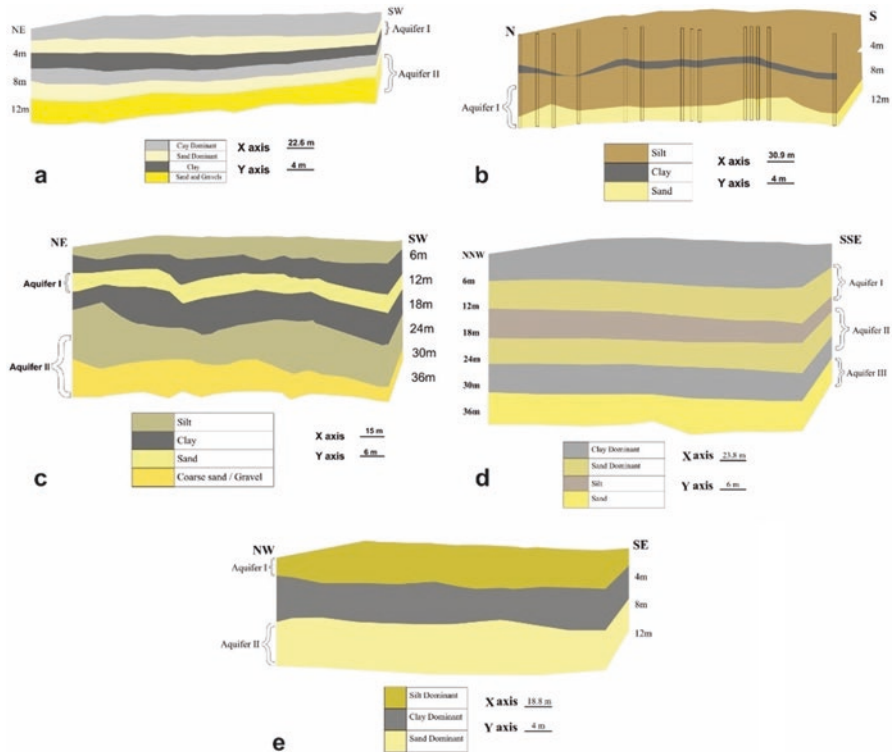 NE
SW
Aquifer I
4m
Aquifer II
8m
12m
Cay Dominant
Sand Dominant
Clay
Sand and Gravels
X axis 22.6 m
Y axis 4 m
a
N
S
4m
8m
12m
Aquifer I
Silt
Clay
Sand
X axis 30.9 m
Y axis 4 m
b
NE
SW
6m
Aquifer I
12m
18m
24m
30m
Aquifer II
36m
Silt
Clay
Sand
Coarse sand / Gravel
X axis 15 m
Y axis 6 m
c
NNW
SSE
6m
Aquifer I
12m
18m
Aquifer II
24m
Aquifer III
30m
36m
Clay Dominant
Sand Dominant
Silt
Sand
X axis 23.8 m
Y axis 6 m
d
NW
SE
Aquifer I
4m
8m
12m
Aquifer II
Silt Dominant
Clay Dominant
Sand Dominant
X axis 18.8 m
Y axis 4 m
e